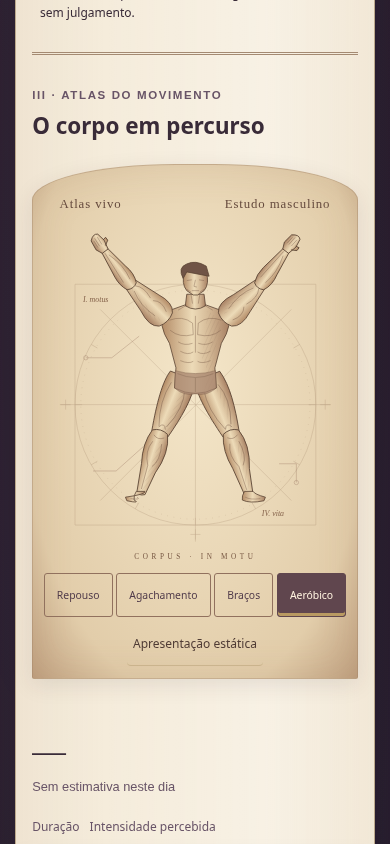 sem julgamento.
III · ATLAS DO MOVIMENTO
O corpo em percurso
Atlas vivo Estudo masculino
I. motus
IV. vita
CORPUS · IN MOTU
Repouso Agachamento Braços Aeróbico
Apresentação estática
Sem estimativa neste dia
Duração Intensidade percebida